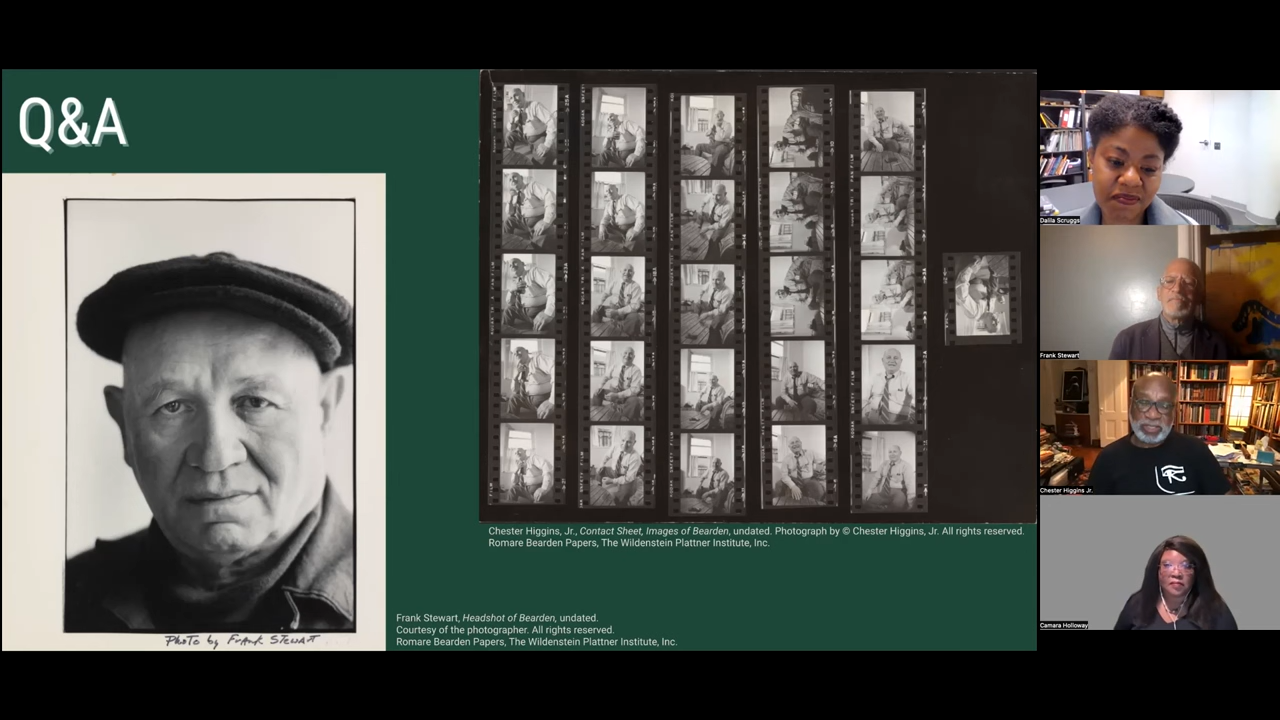 Q&A
Photo by Frank Stewart
Chester Higgins, Jr., Contact Sheet, Images of Bearden, undated. Photograph by © Chester Higgins, Jr. All rights reserved.
Romare Bearden Papers, The Wildenstein Plattner Institute, Inc.
Frank Stewart, Headshot of Bearden, undated.
Courtesy of the photographer. All rights reserved.
Romare Bearden Papers, The Wildenstein Plattner Institute, Inc.
Dalila Scruggs
Frank Stewart
Chester Higgins Jr.
Camara Holloway